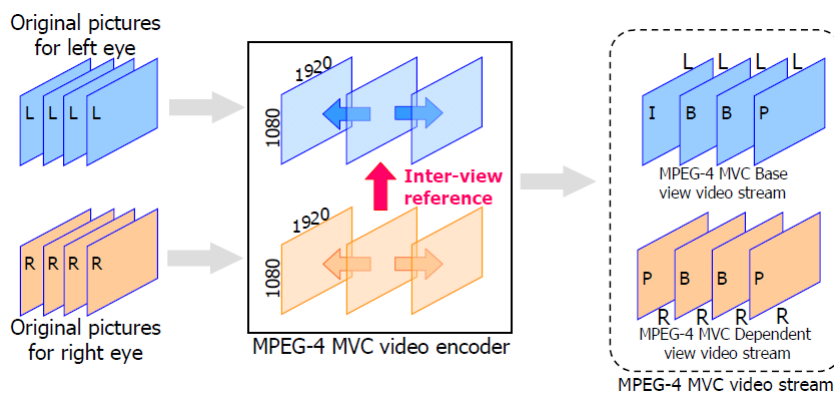 Original pictures
for left eye
L L L L
1920
1080
Inter-view
reference
1920
1080
R R R R
Original pictures
for right eye
MPEG-4 MVC video encoder
L L L L
I B B P
MPEG-4 MVC Base
view video stream
P B B P
R R R R
MPEG-4 MVC Dependent
view video stream
MPEG-4 MVC video stream